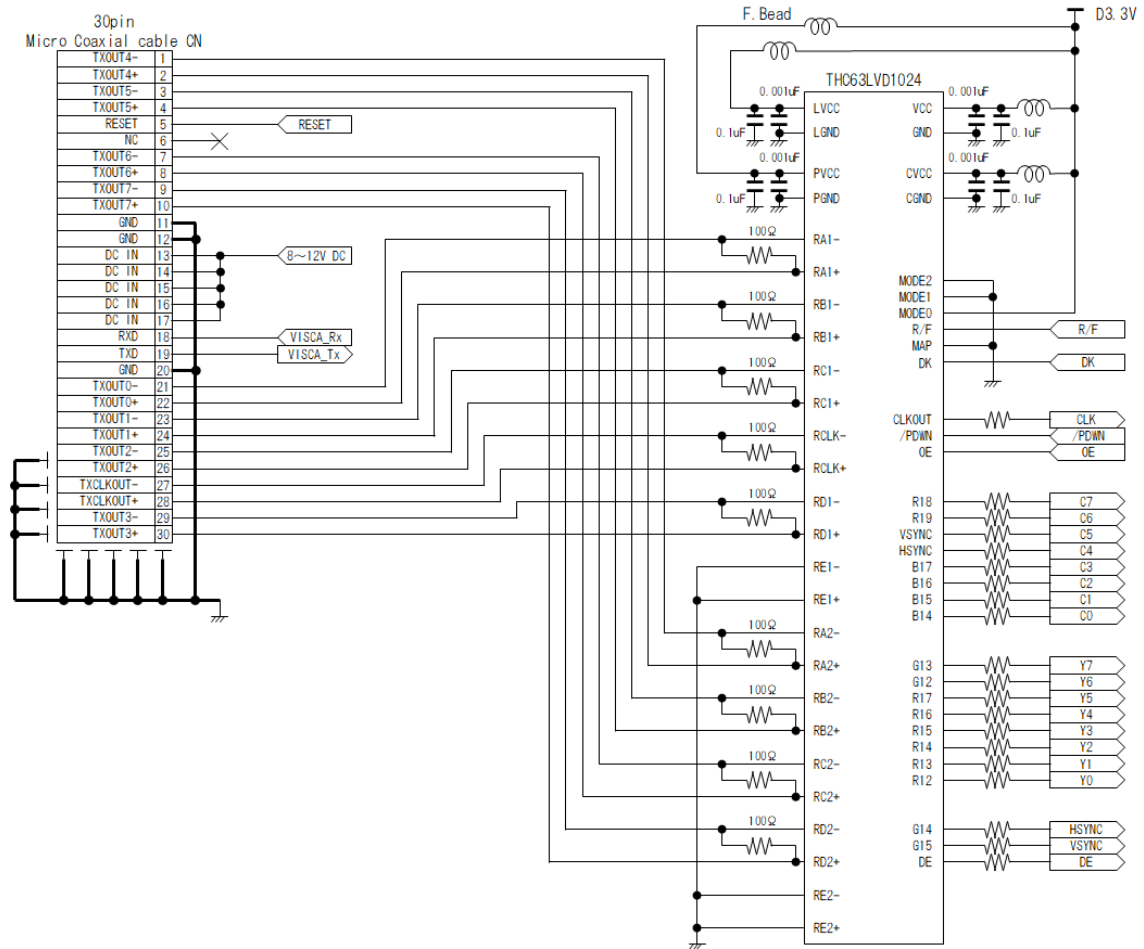 30pin
Micro Coaxial cable CN
TXOUT4- 1
TXOUT4+ 2
TXOUT5- 3
TXOUT5+ 4
RESET 5 RESET
NC 6
TXOUT6- 7
TXOUT6+ 8
TXOUT7- 9
TXOUT7+ 10
GND 11
GND 12
DC IN 13 8～12V DC
DC IN 14
DC IN 15
DC IN 16
DC IN 17
RXD 18 VISCA_Rx
TXD 19 VISCA_Tx
GND 20
TXOUT0- 21
TXOUT0+ 22
TXOUT1- 23
TXOUT1+ 24
TXOUT2- 25
TXOUT2+ 26
TXCLKOUT- 27
TXCLKOUT+ 28
TXOUT3- 29
TXOUT3+ 30
F.Bead
D3.3V
THC63LVD1024
0.001uF
0.1uF
LVCC
LGND
0.001uF
0.1uF
PVCC
PGND
100Ω
RA1-
RA1+
100Ω
RB1-
RB1+
100Ω
RC1-
RC1+
100Ω
RCLK-
RCLK+
100Ω
RD1-
RD1+
RE1-
RE1+
100Ω
RA2-
RA2+
100Ω
RB2-
RB2+
100Ω
RC2-
RC2+
100Ω
RD2-
RD2+
RE2-
RE2+
0.001uF
VCC
GND
0.1uF
0.001uF
CVCC
CGND
0.1uF
MODE2
MODE1
MODE0
R/F R/F
MAP
DK DK
CLKOUT CLK
/PDWN /PDWN
OE OE
R18 C7
R19 C6
VSYNC C5
HSYNC C4
B17 C3
B16 C2
B15 C1
B14 C0
G13 Y7
G12 Y6
R17 Y5
R16 Y4
R15 Y3
R14 Y2
R13 Y1
R12 Y0
G14 HSYNC
G15 VSYNC
DE DE